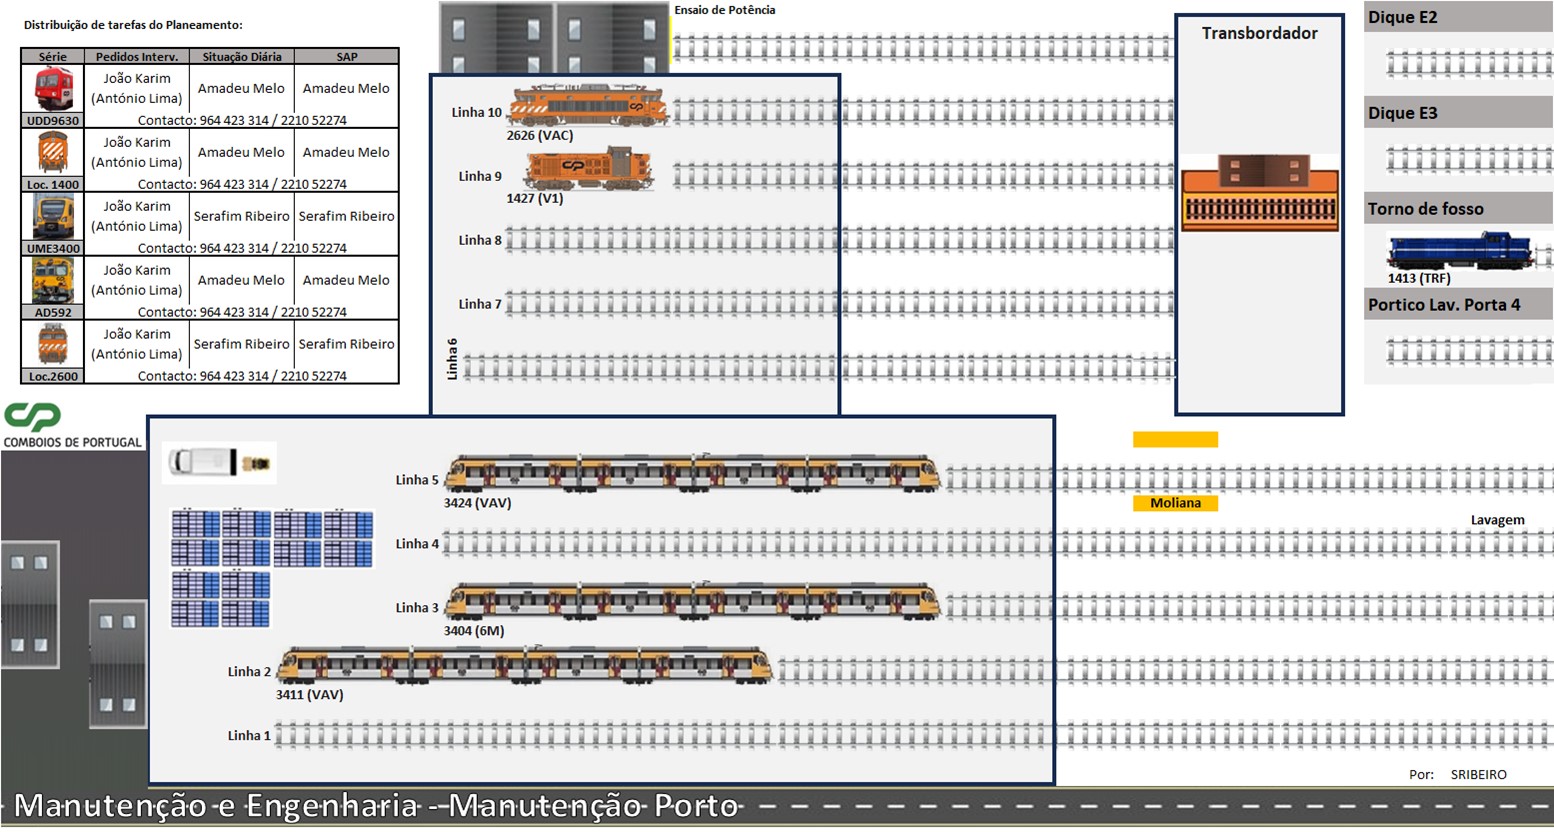 Distribuição de tarefas do Planeamento:
Série Pedidos Interv. Situação Diária SAP
João Karim
(António Lima) Amadeu Melo Amadeu Melo
UDD9630 Contacto: 964 423 314 / 2210 52274
João Karim
(António Lima) Amadeu Melo Amadeu Melo
Loc. 1400 Contacto: 964 423 314 / 2210 52274
João Karim
(António Lima) Serafim Ribeiro Serafim Ribeiro
UME3400 Contacto: 964 423 314 / 2210 52274
João Karim
(António Lima) Amadeu Melo Amadeu Melo
AD592 Contacto: 964 423 314 / 2210 52274
João Karim
(António Lima) Serafim Ribeiro Serafim Ribeiro
Loc.2600 Contacto: 964 423 314 / 2210 52274
Ensaio de Potência
Linha 10
2626 (VAC)
Linha 9
1427 (V1)
Linha 8
Linha 7
Linha 6
Transbordador
Dique E2
Dique E3
Torno de fosso
1413 (TRF)
Portico Lav. Porta 4
CP
COMBOIOS DE PORTUGAL
Linha 5
3424 (VAV)
Moliana
Lavagem
Linha 4
Linha 3
3404 (6M)
Linha 2
3411 (VAV)
Linha 1
Por: SRIBEIRO
Manutenção e Engenharia - Manutenção Porto